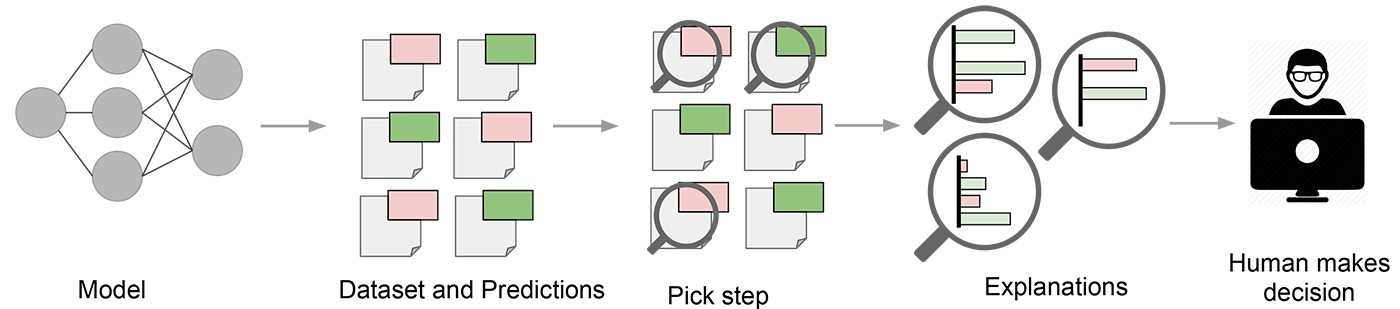 Model
Dataset and Predictions
Pick step
Explanations
Human makes
decision